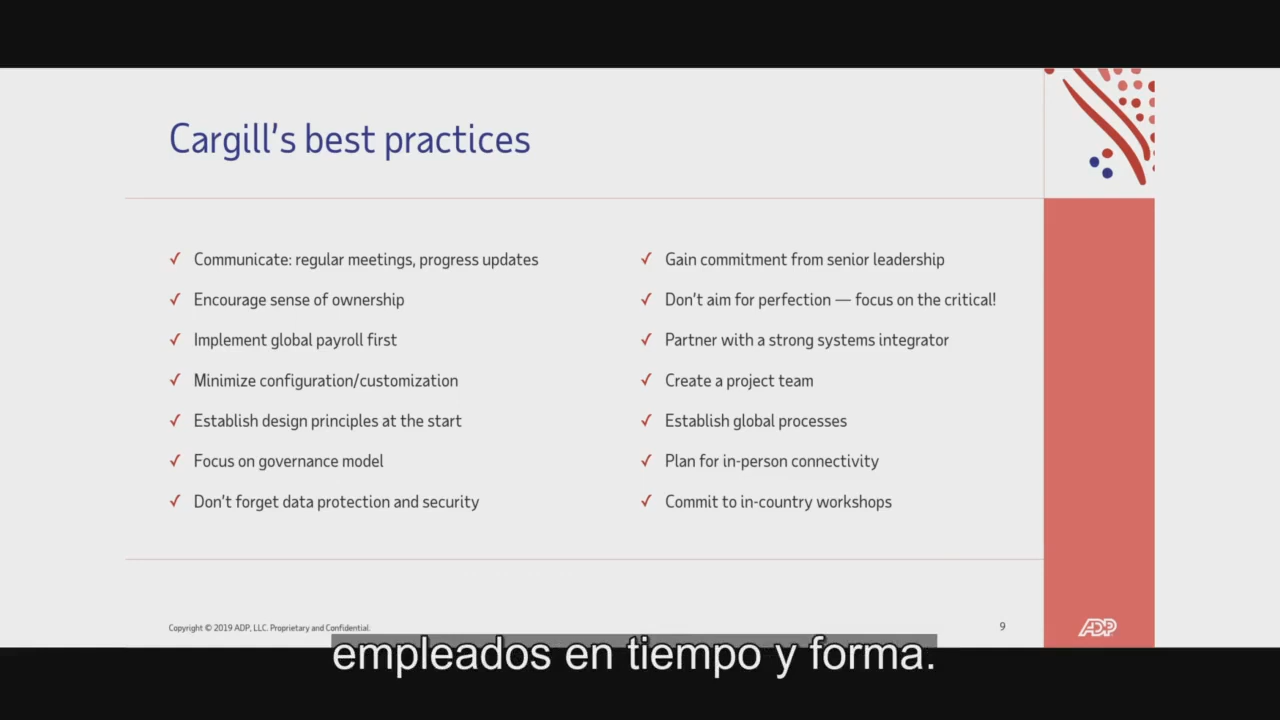 Cargill's best practices
✓ Communicate: regular meetings, progress updates
✓ Encourage sense of ownership
✓ Implement global payroll first
✓ Minimize configuration/customization
✓ Establish design principles at the start
✓ Focus on governance model
✓ Don't forget data protection and security
✓ Gain commitment from senior leadership
✓ Don't aim for perfection — focus on the critical!
✓ Partner with a strong systems integrator
✓ Create a project team
✓ Establish global processes
✓ Plan for in-person connectivity
✓ Commit to in-country workshops
Copyright © 2019 ADP, LLC. Proprietary and Confidential.
9
ADP
empleados en tiempo y forma.